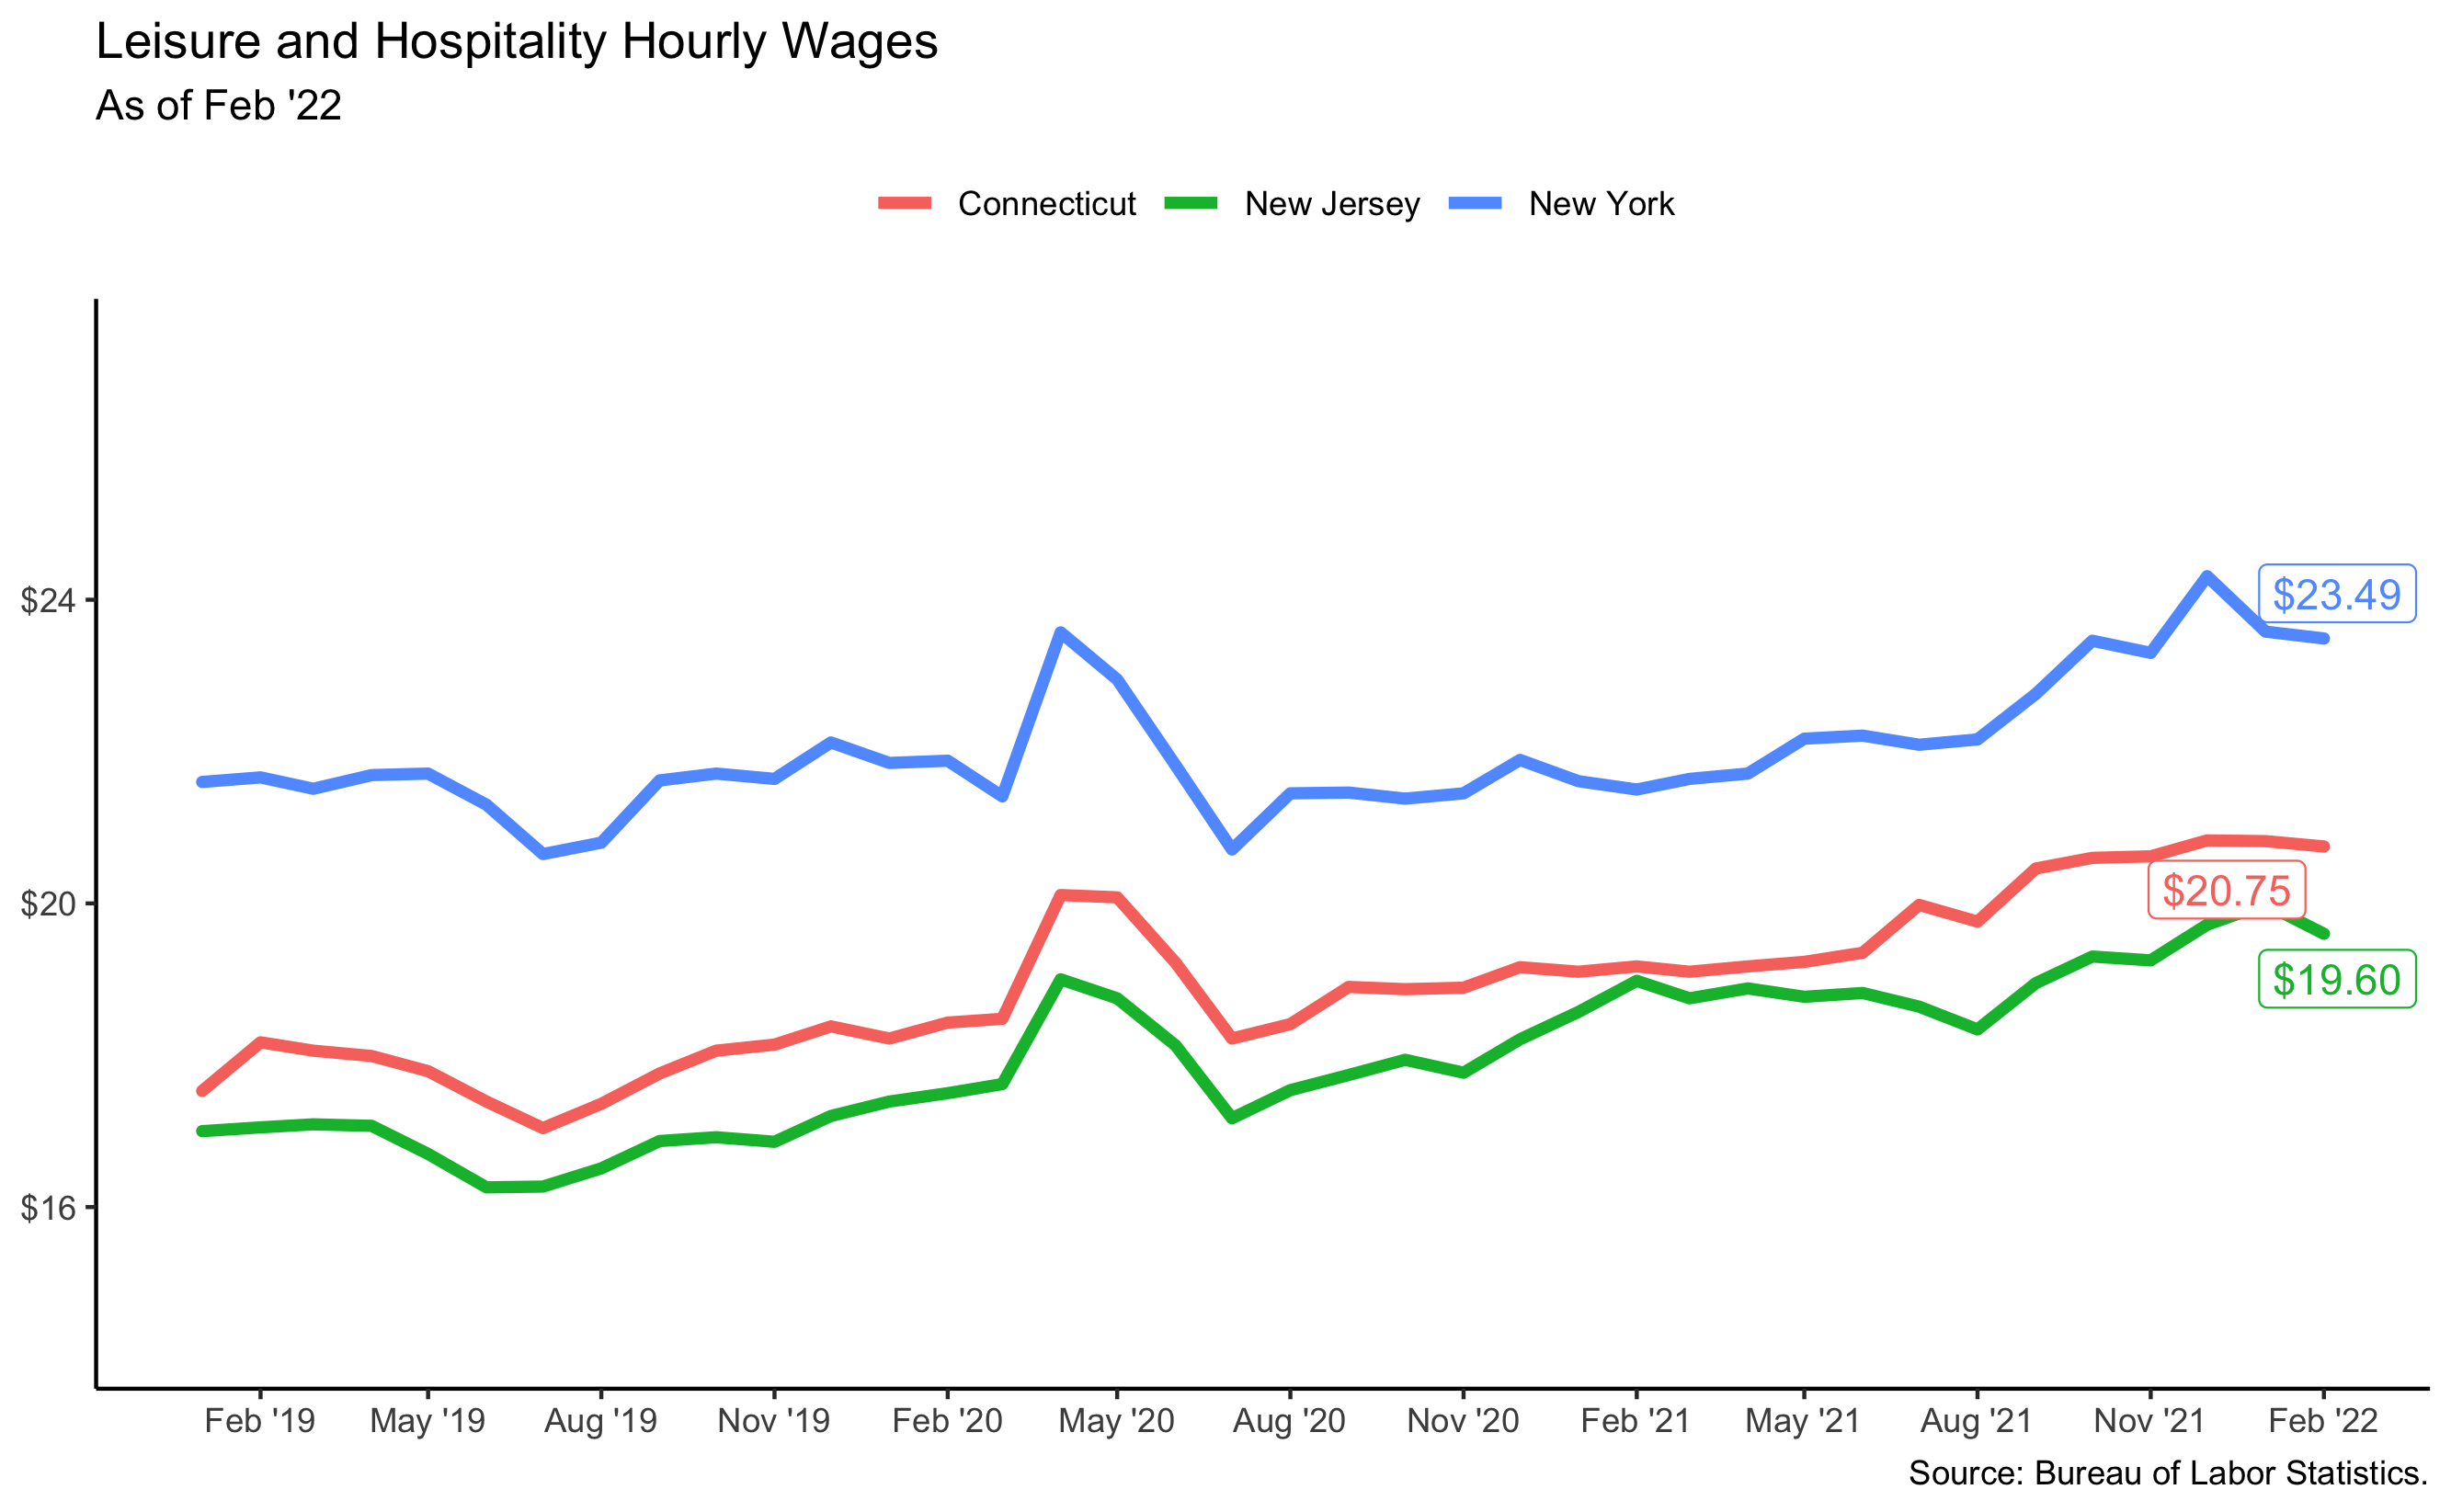 Leisure and Hospitality Hourly Wages
As of Feb '22
Connecticut New Jersey New York
$24
$20
$16
$23.49
$20.75
$19.60
Feb '19 May '19 Aug '19 Nov '19 Feb '20 May '20 Aug '20 Nov '20 Feb '21 May '21 Aug '21 Nov '21 Feb '22
Source: Bureau of Labor Statistics.